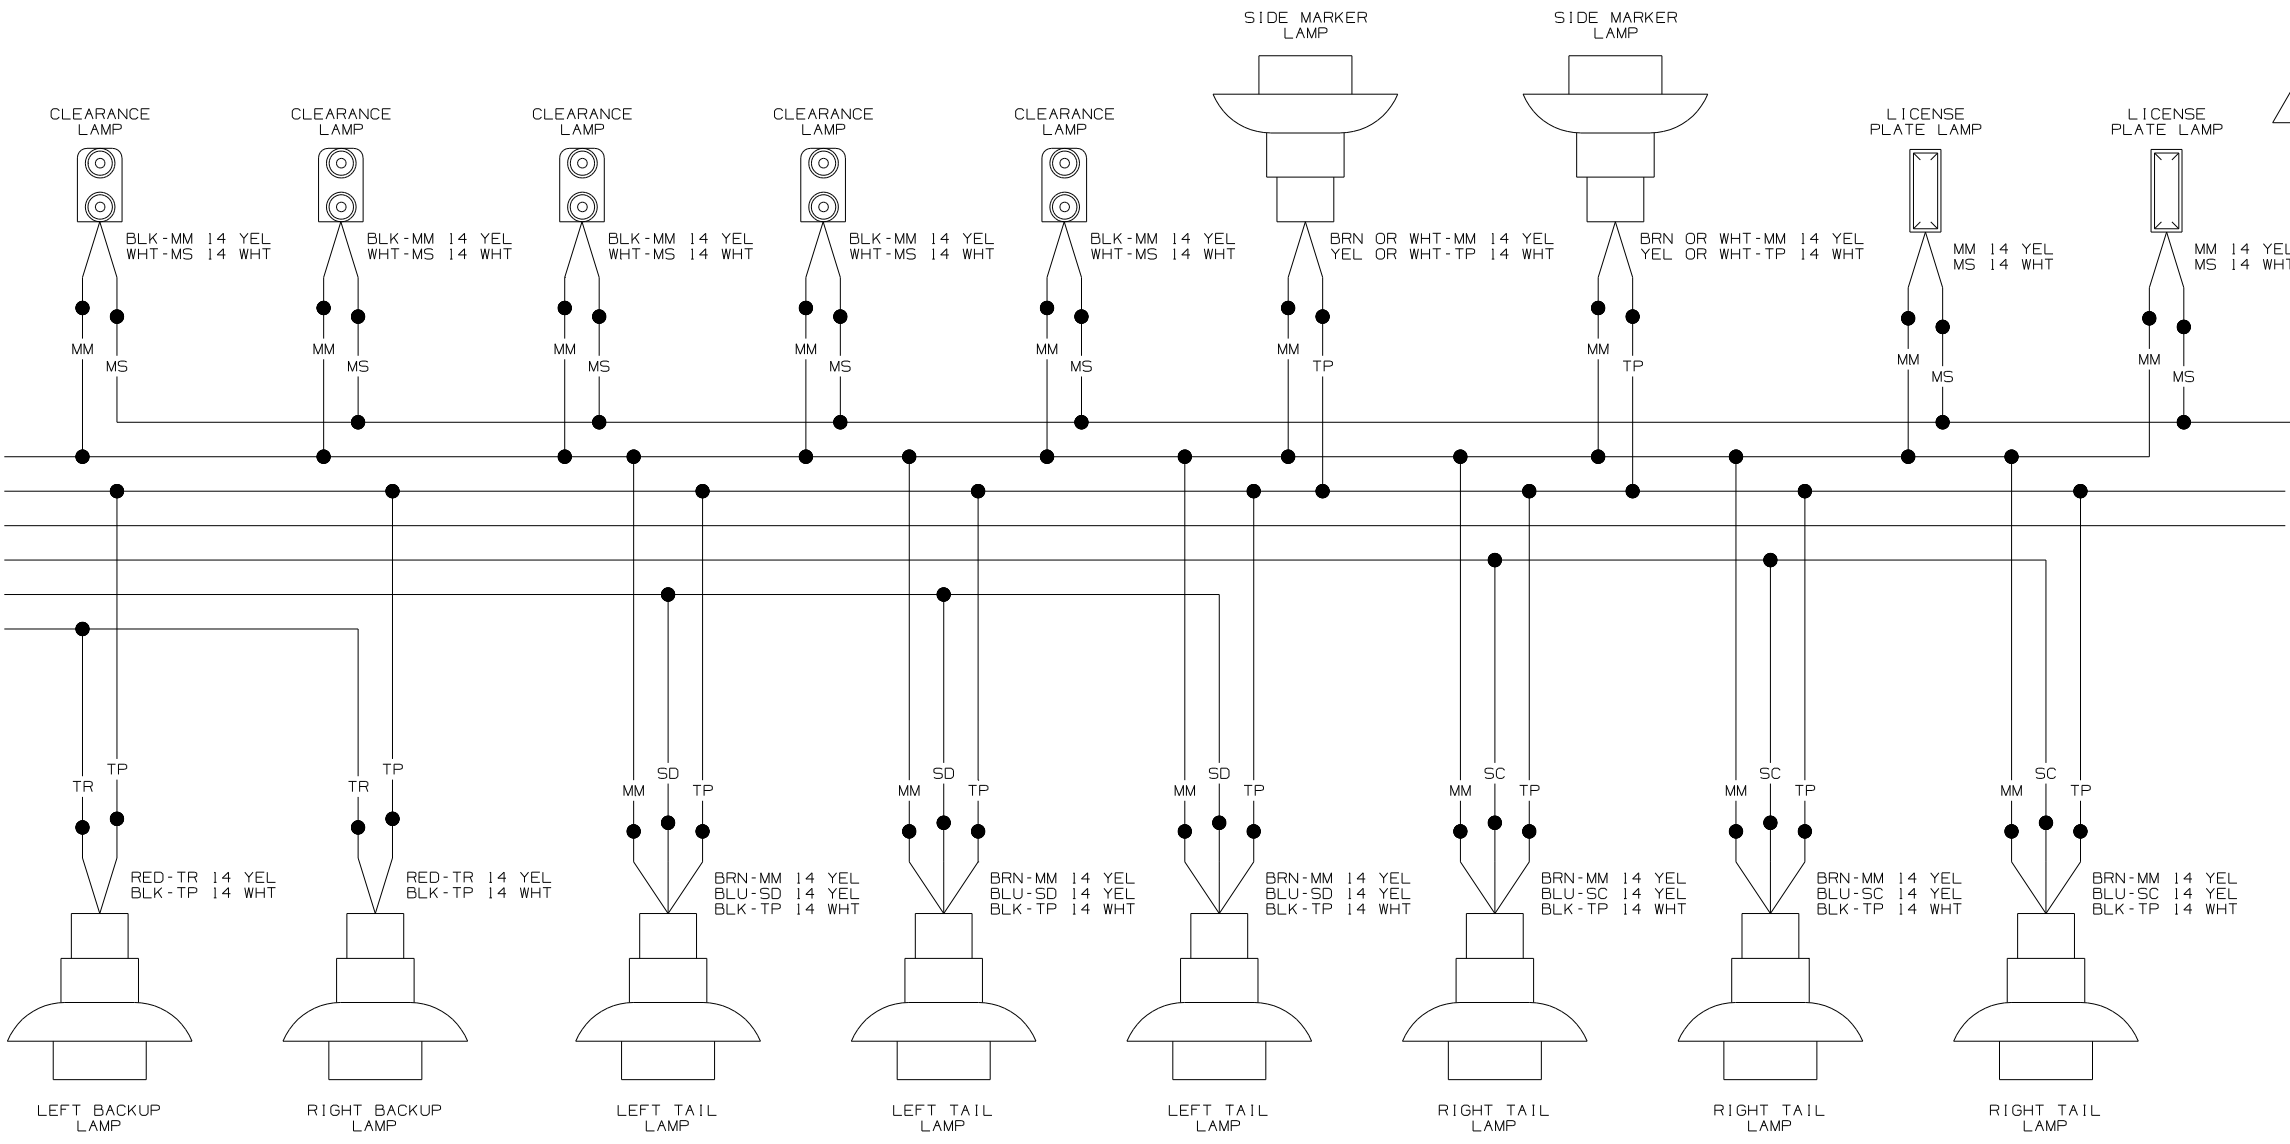 SIDE MARKER
LAMP
SIDE MARKER
LAMP
CLEARANCE
LAMP
CLEARANCE
LAMP
CLEARANCE
LAMP
CLEARANCE
LAMP
CLEARANCE
LAMP
LICENSE
PLATE LAMP
LICENSE
PLATE LAMP
BLK-MM 14 YEL
WHT-MS 14 WHT
BLK-MM 14 YEL
WHT-MS 14 WHT
BLK-MM 14 YEL
WHT-MS 14 WHT
BLK-MM 14 YEL
WHT-MS 14 WHT
BLK-MM 14 YEL
WHT-MS 14 WHT
BRN OR WHT-MM 14 YEL
YEL OR WHT-TP 14 WHT
BRN OR WHT-MM 14 YEL
YEL OR WHT-TP 14 WHT
MM 14 YEL
MS 14 WHT
MM 14 YEL
MS 14 WHT
MM
MS
MM
MS
MM
MS
MM
MS
MM
MS
MM
TP
MM
TP
MM
MS
MM
MS
TR
TP
TR
TP
MM
SD
TP
MM
SD
TP
MM
SD
TP
MM
SC
TP
MM
SC
TP
MM
SC
TP
RED-TR 14 YEL
BLK-TP 14 WHT
RED-TR 14 YEL
BLK-TP 14 WHT
BRN-MM 14 YEL
BLU-SD 14 YEL
BLK-TP 14 WHT
BRN-MM 14 YEL
BLU-SD 14 YEL
BLK-TP 14 WHT
BRN-MM 14 YEL
BLU-SD 14 YEL
BLK-TP 14 WHT
BRN-MM 14 YEL
BLU-SC 14 YEL
BLK-TP 14 WHT
BRN-MM 14 YEL
BLU-SC 14 YEL
BLK-TP 14 WHT
BRN-MM 14 YEL
BLU-SC 14 YEL
BLK-TP 14 WHT
LEFT BACKUP
LAMP
RIGHT BACKUP
LAMP
LEFT TAIL
LAMP
LEFT TAIL
LAMP
LEFT TAIL
LAMP
RIGHT TAIL
LAMP
RIGHT TAIL
LAMP
RIGHT TAIL
LAMP